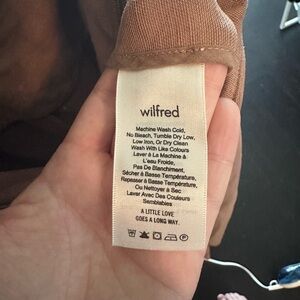 wilfred
Machine Wash Cold,
No Bleach, Tumble Dry Low,
Low Iron, Or Dry Clean
Wash With Like Colours
Laver à La Machine à
L'eau Froide,
Pas De Blanchiment,
Sécher à Basse Température,
Repasser à Basse Température,
Ou Nettoyer à Sec
Laver Avec Des Couleurs
Semblables
A LITTLE LOVE
GOES A LONG WAY.